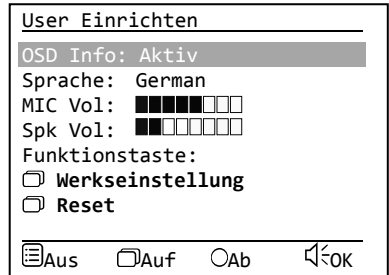 User Einrichten
OSD Info: Aktiv
Sprache: German
MIC Vol:
Spk Vol:
Funktionstaste:
Werkseinstellung
Reset
Aus Auf Ab OK